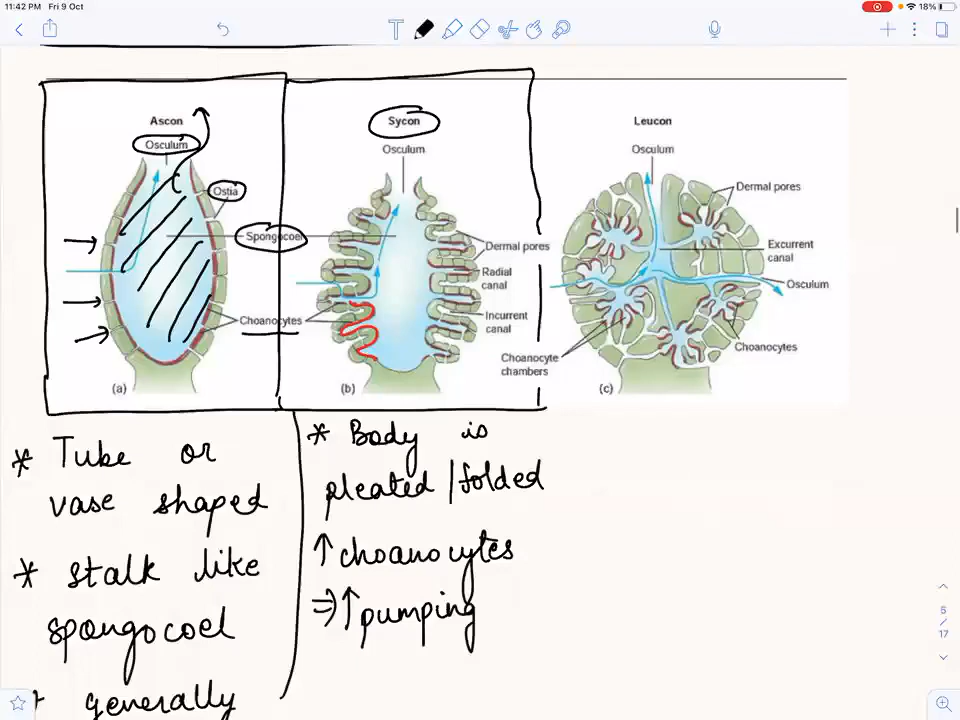 11:42 PM Fri 9 Oct
18%
Ascon
Osculum
Ostia
Spongocoel
Choanocytes
(a)
Sycon
Osculum
Dermal pores
Radial
canal
Incurrent
canal
(b)
Leucon
Osculum
Dermal pores
Excurrent
canal
Osculum
Choanocytes
Choanocyte
chambers
(c)
* Tube or
vase shaped
* stalk like
spongocoel
* generally
* Body is
pleated / folded
↑ choanocytes
⇒ ↑ pumping
6
/
17